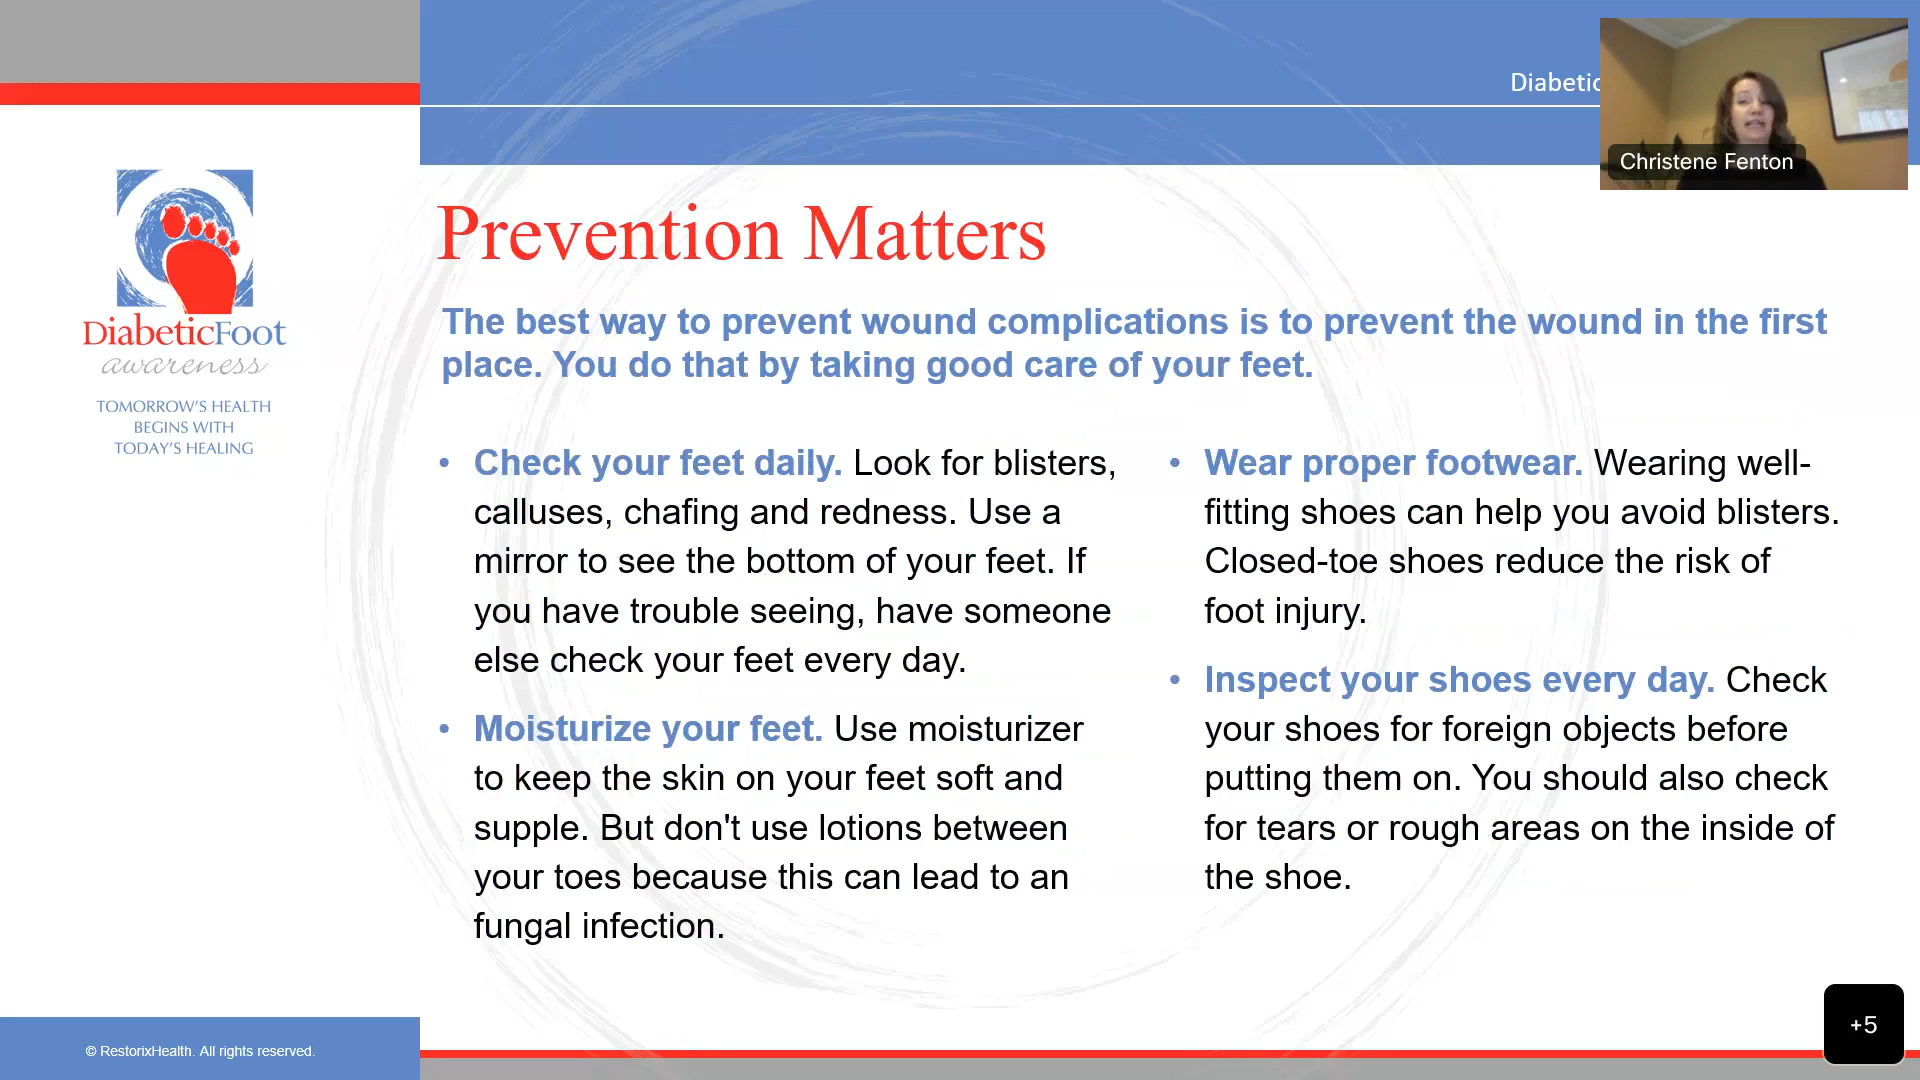 Diabetic
Christene Fenton
DiabeticFoot
awareness
TOMORROW'S HEALTH
BEGINS WITH
TODAY'S HEALING
Prevention Matters
The best way to prevent wound complications is to prevent the wound in the first
place. You do that by taking good care of your feet.
• Check your feet daily. Look for blisters,
calluses, chafing and redness. Use a
mirror to see the bottom of your feet. If
you have trouble seeing, have someone
else check your feet every day.
• Moisturize your feet. Use moisturizer
to keep the skin on your feet soft and
supple. But don't use lotions between
your toes because this can lead to an
fungal infection.
• Wear proper footwear. Wearing well-
fitting shoes can help you avoid blisters.
Closed-toe shoes reduce the risk of
foot injury.
• Inspect your shoes every day. Check
your shoes for foreign objects before
putting them on. You should also check
for tears or rough areas on the inside of
the shoe.
© RestorixHealth. All rights reserved.
+5